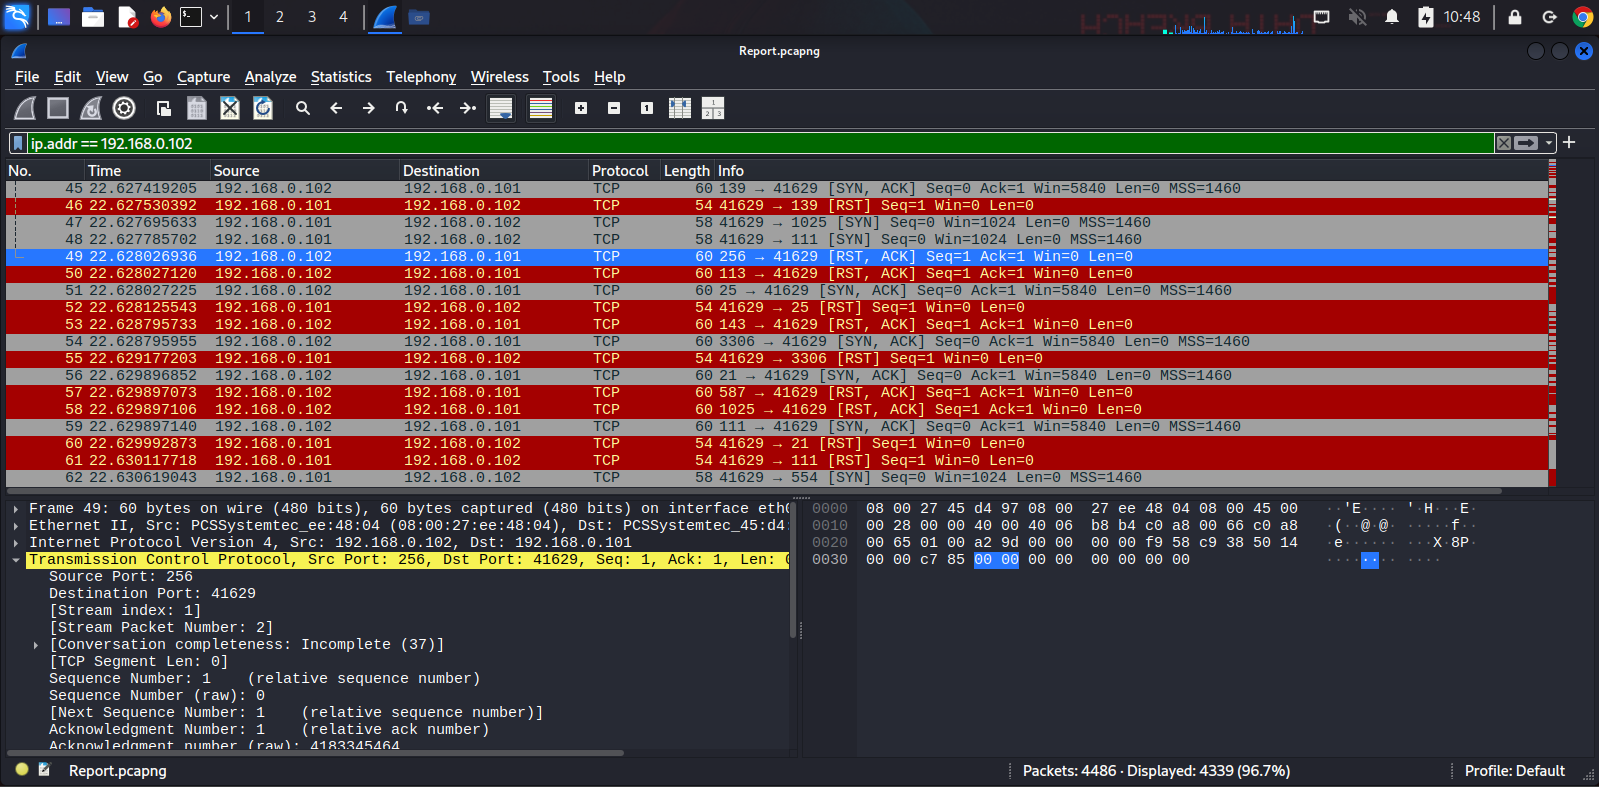 1 2 3 4 10:48
Report.pcapng
File Edit View Go Capture Analyze Statistics Telephony Wireless Tools Help
ip.addr == 192.168.0.102
No. Time Source Destination Protocol Length Info
45 22.627419205 192.168.0.102 192.168.0.101 TCP 60 139 → 41629 [SYN, ACK] Seq=0 Ack=1 Win=5840 Len=0 MSS=1460
46 22.627530392 192.168.0.101 192.168.0.102 TCP 54 41629 → 139 [RST] Seq=1 Win=0 Len=0
47 22.627695633 192.168.0.101 192.168.0.102 TCP 58 41629 → 1025 [SYN] Seq=0 Win=1024 Len=0 MSS=1460
48 22.627785702 192.168.0.101 192.168.0.102 TCP 58 41629 → 111 [SYN] Seq=0 Win=1024 Len=0 MSS=1460
49 22.628026936 192.168.0.102 192.168.0.101 TCP 60 256 → 41629 [RST, ACK] Seq=1 Ack=1 Win=0 Len=0
50 22.628027120 192.168.0.102 192.168.0.101 TCP 60 113 → 41629 [RST, ACK] Seq=1 Ack=1 Win=0 Len=0
51 22.628027225 192.168.0.102 192.168.0.101 TCP 60 25 → 41629 [SYN, ACK] Seq=0 Ack=1 Win=5840 Len=0 MSS=1460
52 22.628125543 192.168.0.101 192.168.0.102 TCP 54 41629 → 25 [RST] Seq=1 Win=0 Len=0
53 22.628795733 192.168.0.102 192.168.0.101 TCP 60 143 → 41629 [RST, ACK] Seq=1 Ack=1 Win=0 Len=0
54 22.628795955 192.168.0.102 192.168.0.101 TCP 60 3306 → 41629 [SYN, ACK] Seq=0 Ack=1 Win=5840 Len=0 MSS=1460
55 22.629177203 192.168.0.101 192.168.0.102 TCP 54 41629 → 3306 [RST] Seq=1 Win=0 Len=0
56 22.629896852 192.168.0.102 192.168.0.101 TCP 60 21 → 41629 [SYN, ACK] Seq=0 Ack=1 Win=5840 Len=0 MSS=1460
57 22.629897073 192.168.0.102 192.168.0.101 TCP 60 587 → 41629 [RST, ACK] Seq=1 Ack=1 Win=0 Len=0
58 22.629897106 192.168.0.102 192.168.0.101 TCP 60 1025 → 41629 [RST, ACK] Seq=1 Ack=1 Win=0 Len=0
59 22.629897140 192.168.0.102 192.168.0.101 TCP 60 111 → 41629 [SYN, ACK] Seq=0 Ack=1 Win=5840 Len=0 MSS=1460
60 22.629992873 192.168.0.101 192.168.0.102 TCP 54 41629 → 21 [RST] Seq=1 Win=0 Len=0
61 22.630117718 192.168.0.101 192.168.0.102 TCP 54 41629 → 111 [RST] Seq=1 Win=0 Len=0
62 22.630619043 192.168.0.101 192.168.0.102 TCP 58 41629 → 554 [SYN] Seq=0 Win=1024 Len=0 MSS=1460
Frame 49: 60 bytes on wire (480 bits), 60 bytes captured (480 bits) on interface eth0
Ethernet II, Src: PCSSystemtec_ee:48:04 (08:00:27:ee:48:04), Dst: PCSSystemtec_45:d4:
Internet Protocol Version 4, Src: 192.168.0.102, Dst: 192.168.0.101
Transmission Control Protocol, Src Port: 256, Dst Port: 41629, Seq: 1, Ack: 1, Len: 0
Source Port: 256
Destination Port: 41629
[Stream index: 1]
[Stream Packet Number: 2]
[Conversation completeness: Incomplete (37)]
[TCP Segment Len: 0]
Sequence Number: 1 (relative sequence number)
Sequence Number (raw): 0
[Next Sequence Number: 1 (relative sequence number)]
Acknowledgment Number: 1 (relative ack number)
Acknowledgment number (raw): 4183345464
0000 08 00 27 45 d4 97 08 00 27 ee 48 04 08 00 45 00 ··'E···· '·H···E·
0010 00 28 00 00 40 00 40 06 b8 b4 c0 a8 00 66 c0 a8 ·(··@·@· ·····f··
0020 00 65 01 00 a2 9d 00 00 00 00 f9 58 c9 38 50 14 ·e······ ···X·8P·
0030 00 00 c7 85 00 00 00 00 00 00 00 00 ········ ····
Report.pcapng Packets: 4486 · Displayed: 4339 (96.7%) Profile: Default